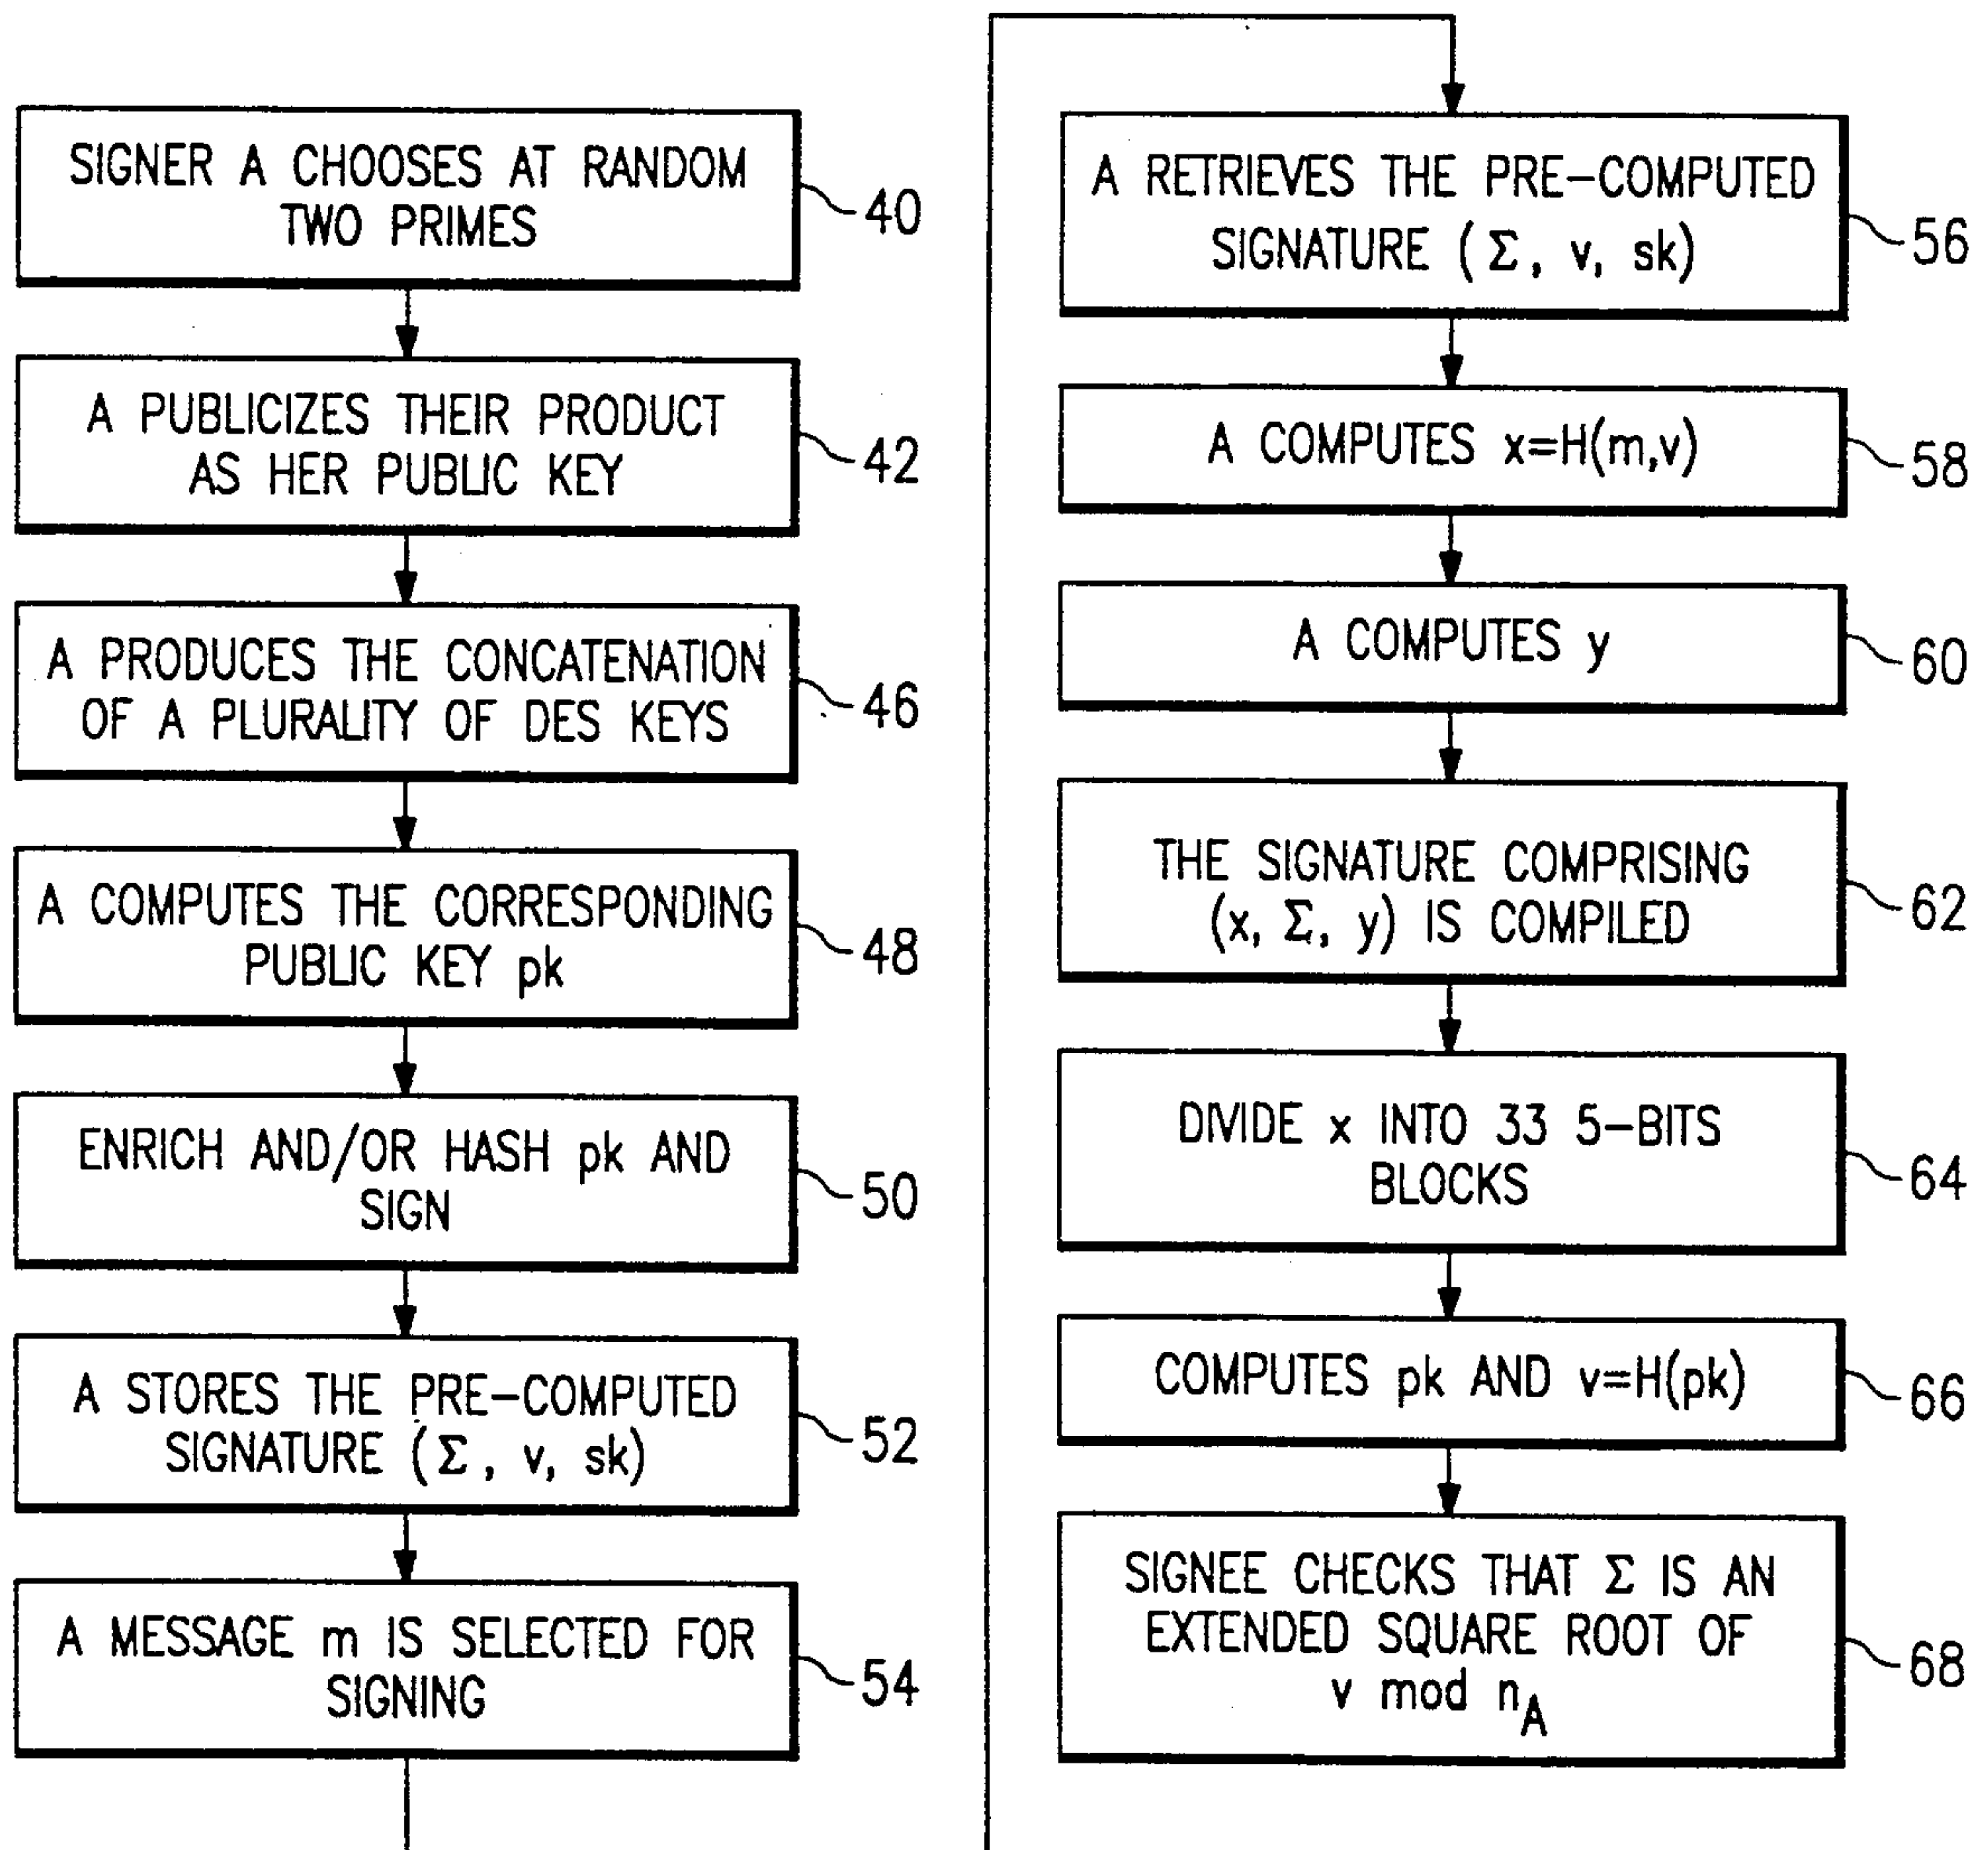 SIGNER A CHOOSES AT RANDOM
TWO PRIMES
40
A PUBLICIZES THEIR PRODUCT
AS HER PUBLIC KEY
42
A PRODUCES THE CONCATENATION
OF A PLURALITY OF DES KEYS
46
A COMPUTES THE CORRESPONDING
PUBLIC KEY pk
48
ENRICH AND/OR HASH pk AND
SIGN
50
A STORES THE PRE-COMPUTED
SIGNATURE (Σ, v, sk)
52
A MESSAGE m IS SELECTED FOR
SIGNING
54
A RETRIEVES THE PRE-COMPUTED
SIGNATURE (Σ, v, sk)
56
A COMPUTES x=H(m,v)
58
A COMPUTES y
60
THE SIGNATURE COMPRISING
(x, Σ, y) IS COMPILED
62
DIVIDE x INTO 33 5-BITS
BLOCKS
64
COMPUTES pk AND v=H(pk)
66
SIGNEE CHECKS THAT Σ IS AN
EXTENDED SQUARE ROOT OF
v mod nA
68